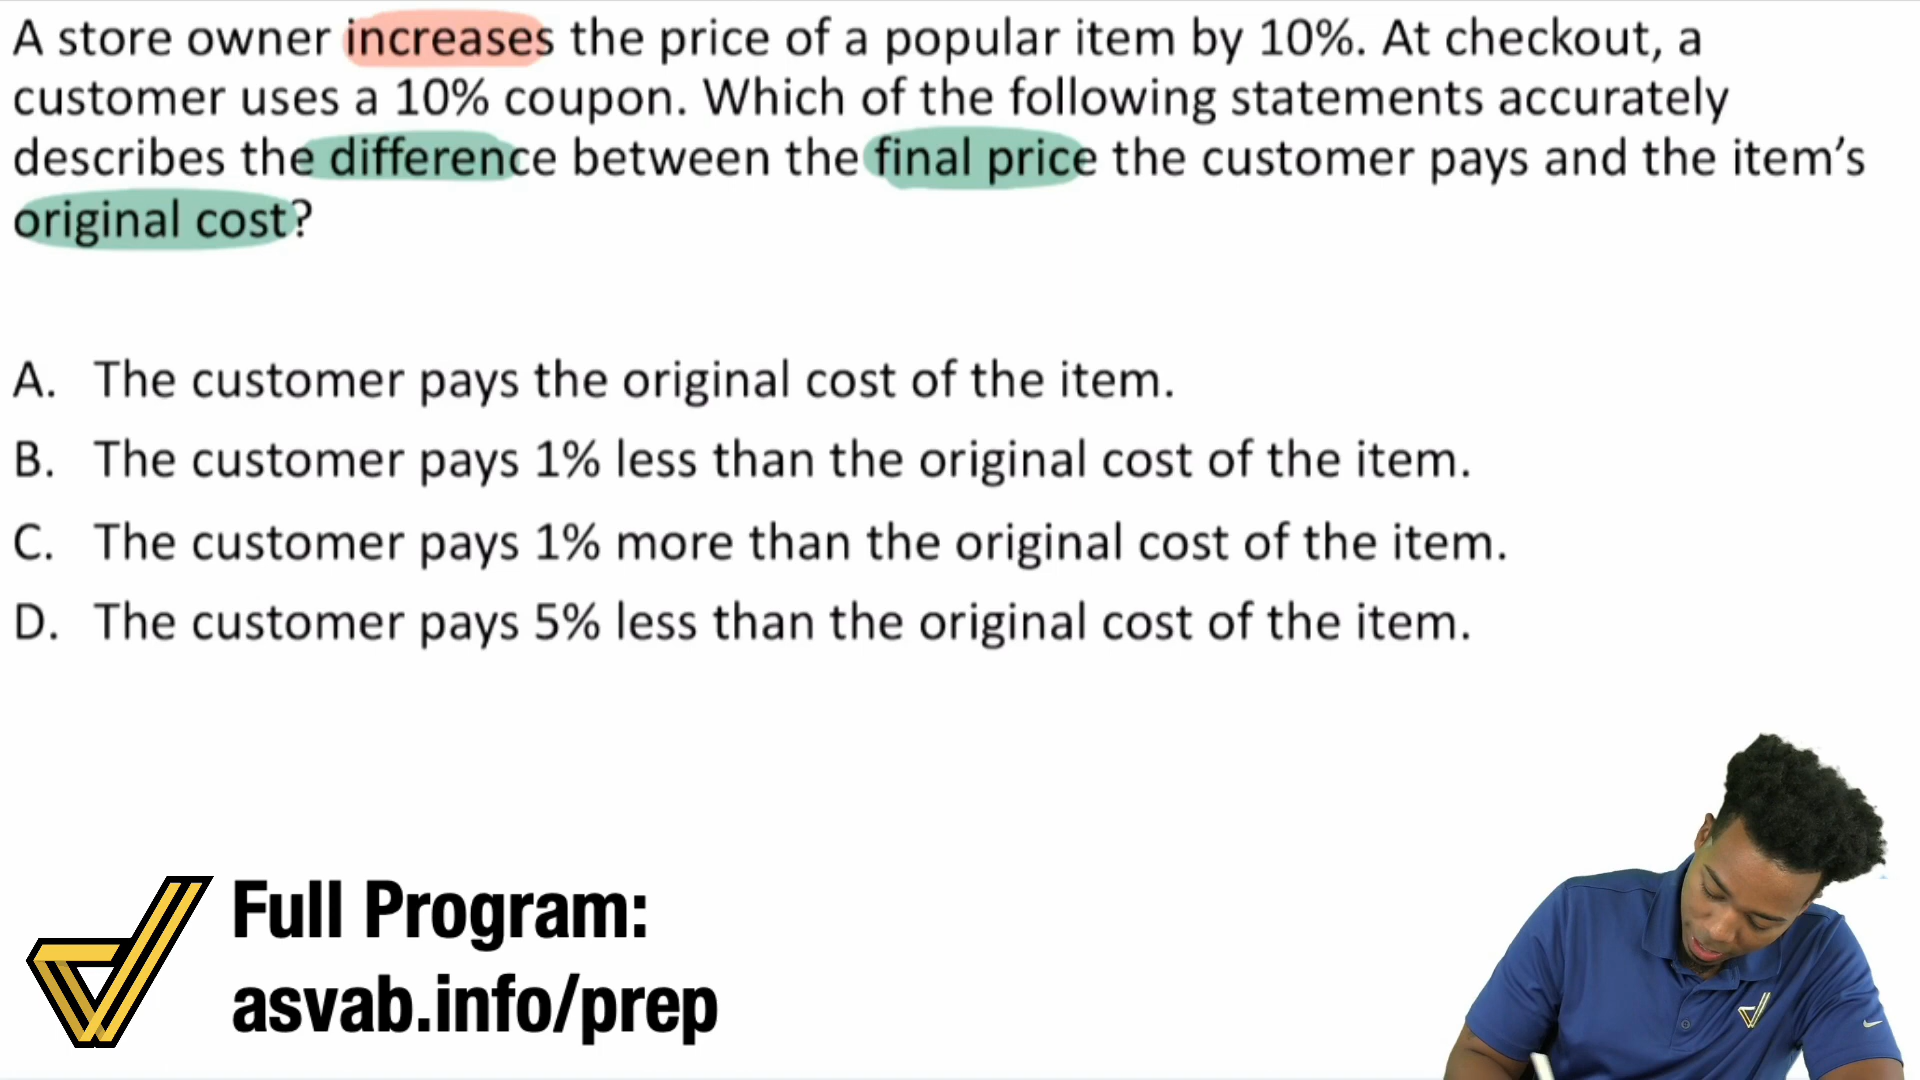 A store owner increases the price of a popular item by 10%. At checkout, a
customer uses a 10% coupon. Which of the following statements accurately
describes the difference between the final price the customer pays and the item’s
original cost?
A. The customer pays the original cost of the item.
B. The customer pays 1% less than the original cost of the item.
C. The customer pays 1% more than the original cost of the item.
D. The customer pays 5% less than the original cost of the item.
Full Program:
asvab.info/prep